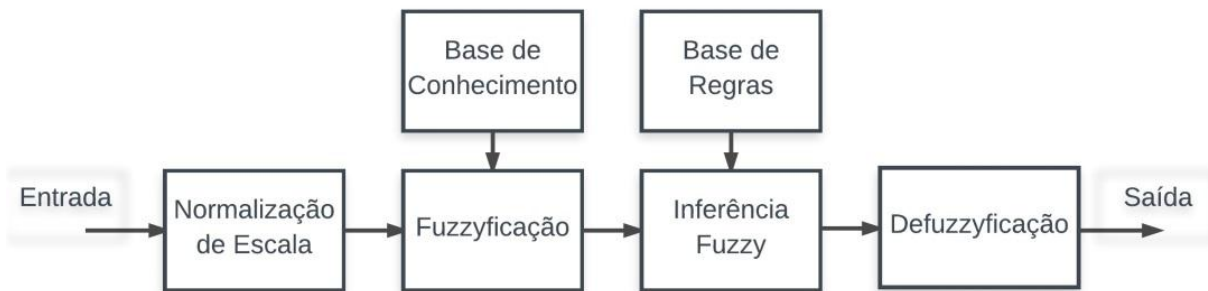 Base de
Conhecimento
Base de
Regras
Entrada
Normalização
de Escala
Fuzzyficação
Inferência
Fuzzy
Defuzzyficação
Saída